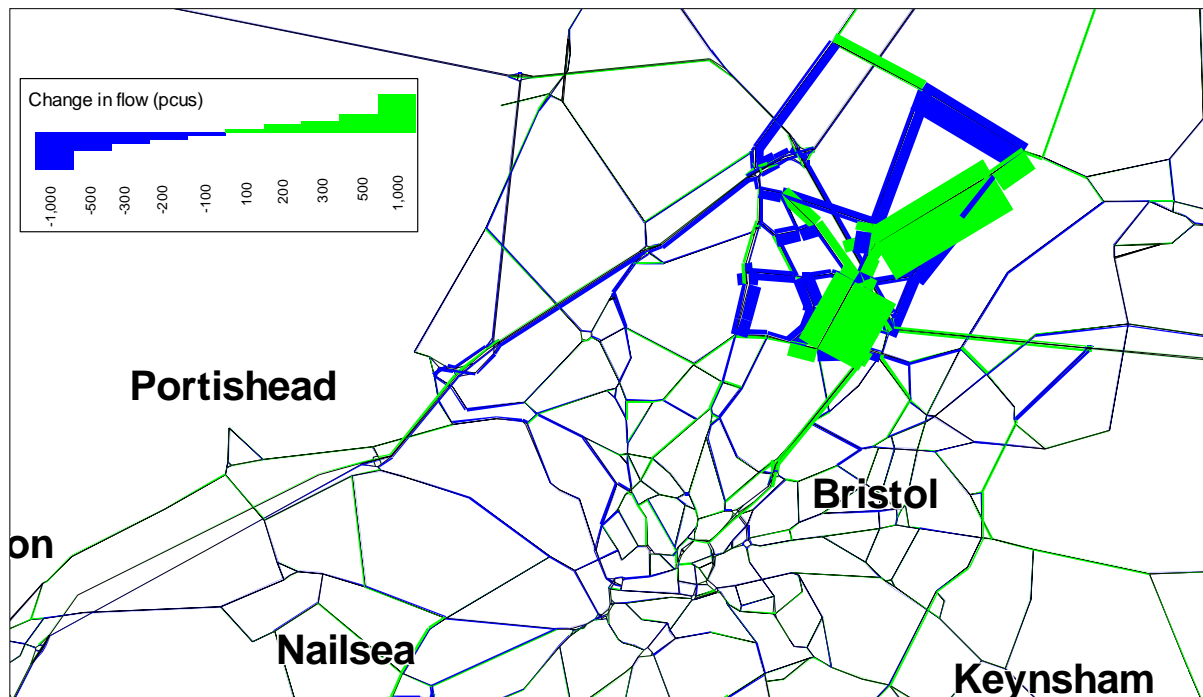 Change in flow (pcus)
-1,000
-500
-300
-200
-100
100
200
300
500
1,000
Portishead
Bristol
on
Nailsea
Keynsham